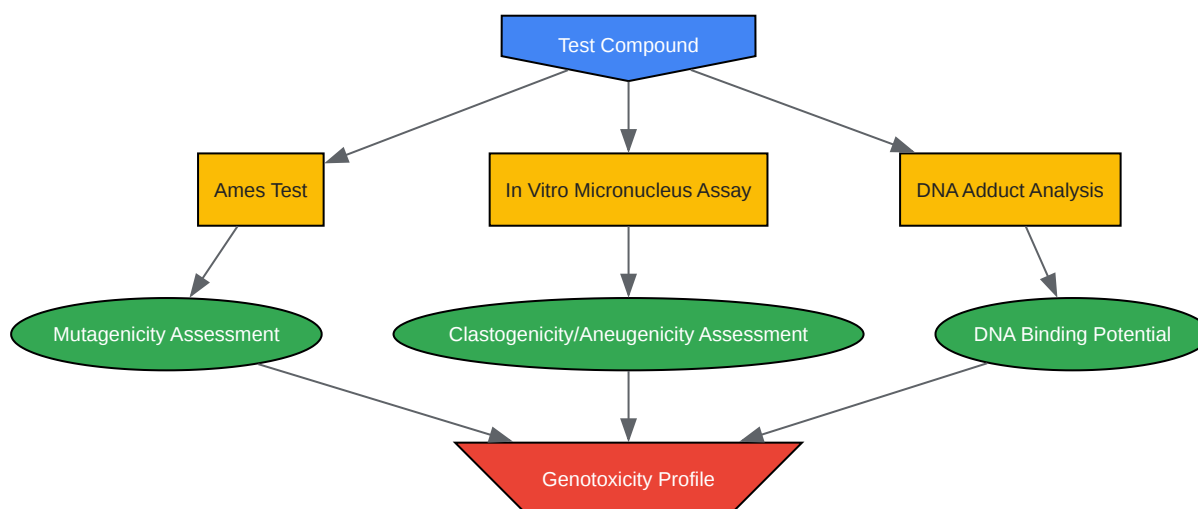 Test Compound
Ames Test
In Vitro Micronucleus Assay
DNA Adduct Analysis
Mutagenicity Assessment
Clastogenicity/Aneugenicity Assessment
DNA Binding Potential
Genotoxicity Profile